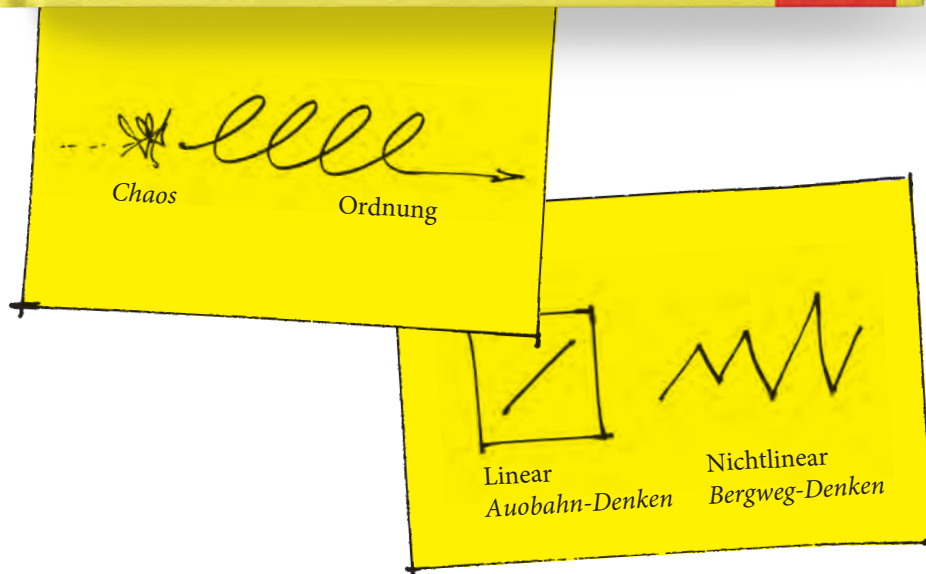 Chaos
Ordnung
Linear
Auobahn-Denken
Nichtlinear
Bergweg-Denken